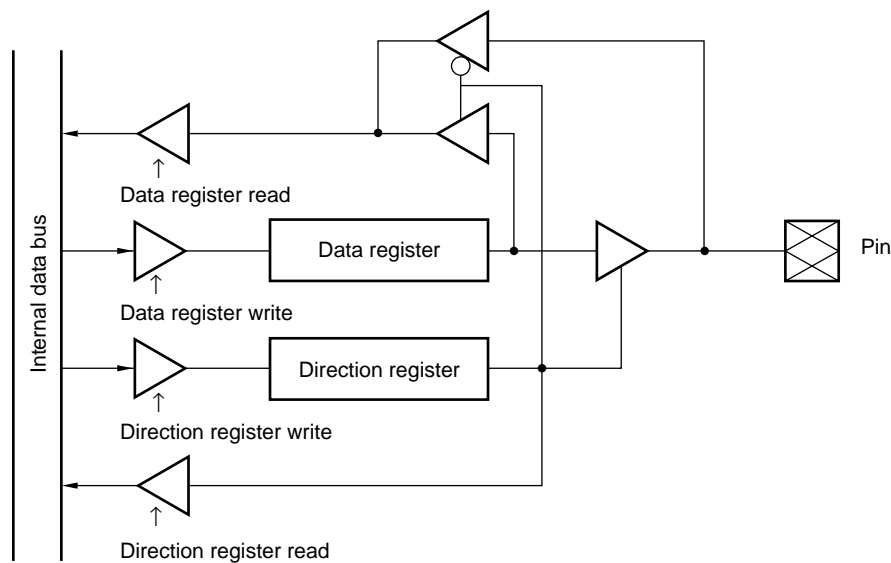 Data register read
Data register
Pin
Internal data bus
Data register write
Direction register
Direction register write
Direction register read